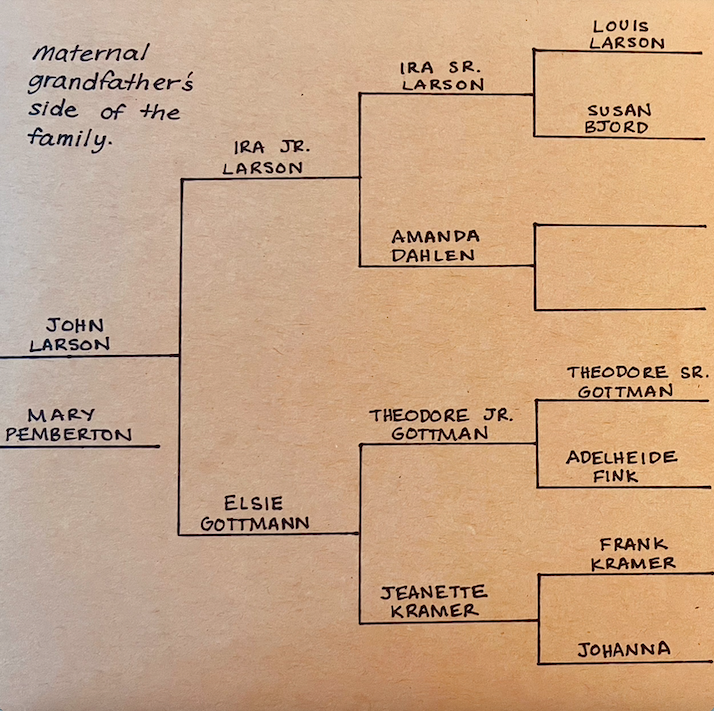 maternal
grandfather's
side of the
family.
LOUIS
LARSON
IRA SR.
LARSON
SUSAN
BJORD
IRA JR.
LARSON
AMANDA
DAHLEN
JOHN
LARSON
MARY
PEMBERTON
THEODORE SR.
GOTTMAN
THEODORE JR.
GOTTMAN
ADELHEIDE
FINK
ELSIE
GOTTMANN
FRANK
KRAMER
JEANETTE
KRAMER
JOHANNA